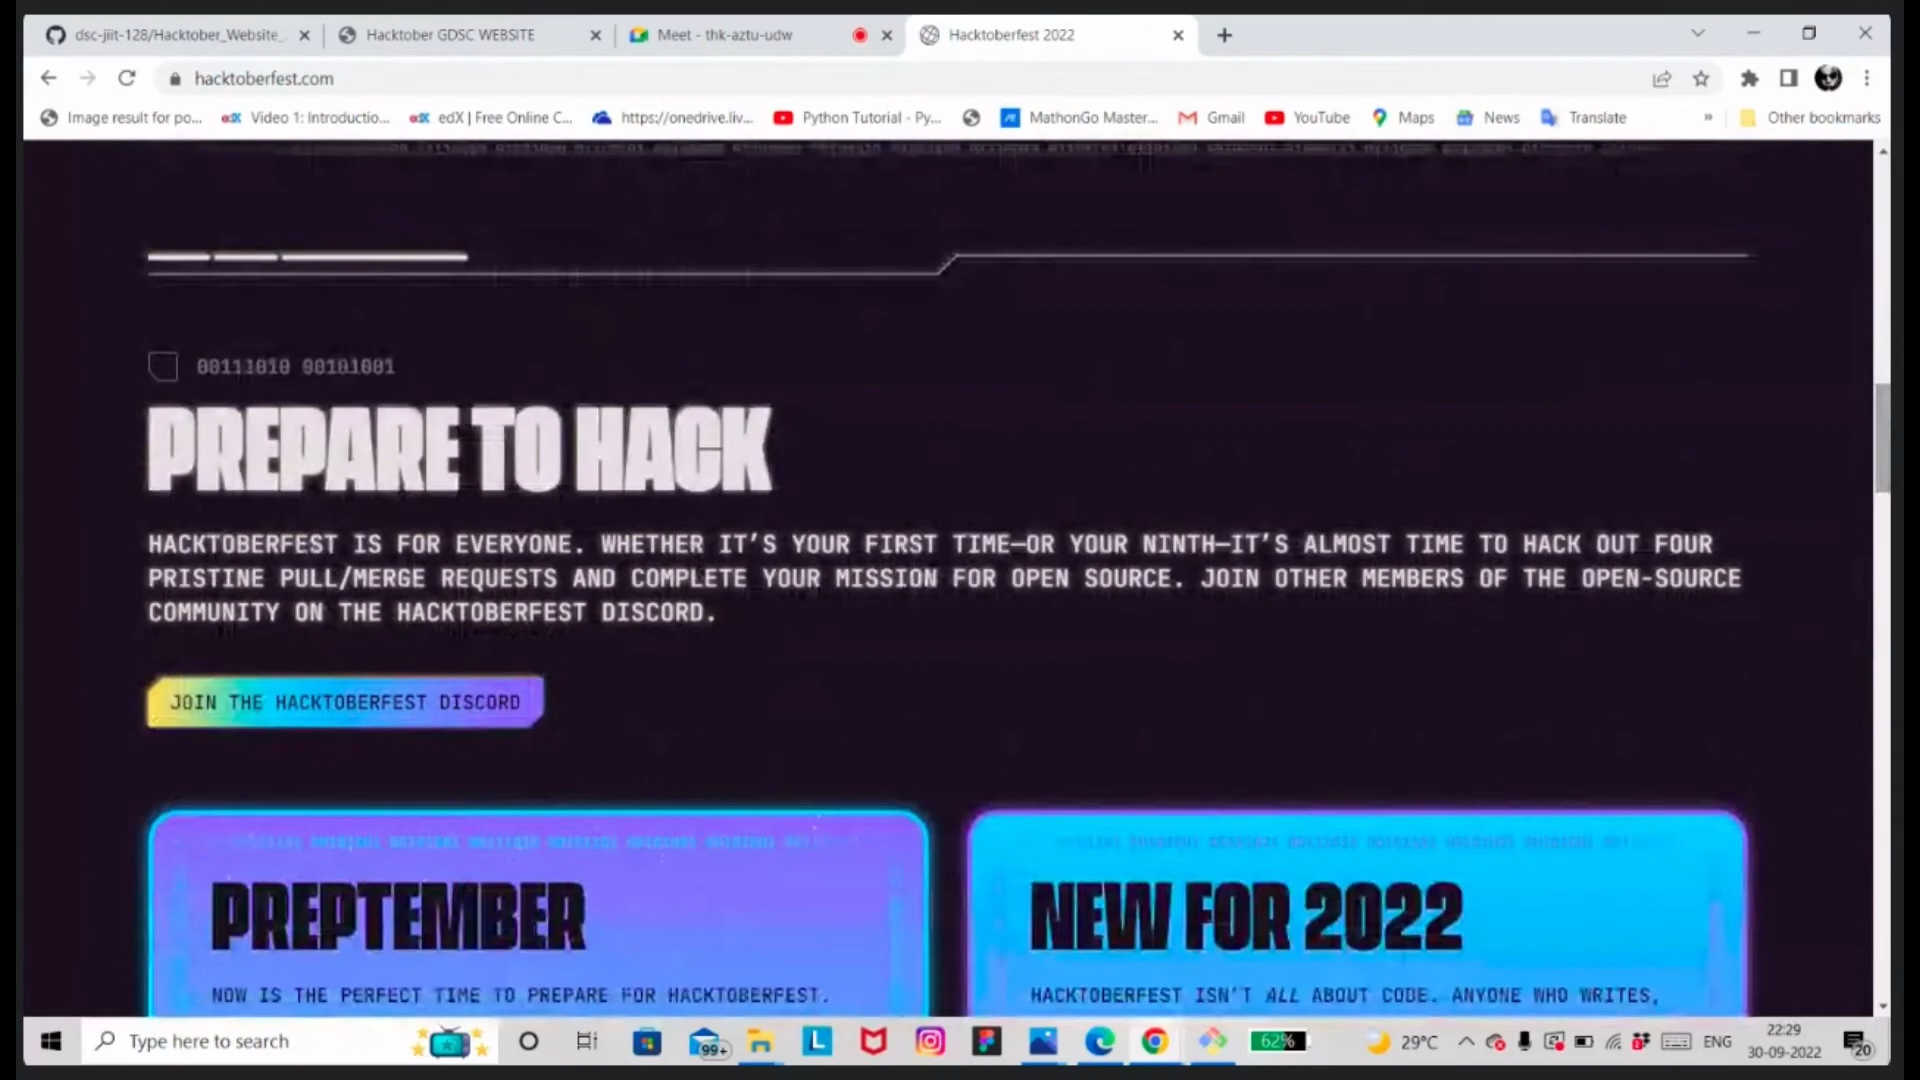 dsc-jiit-128/Hacktober_Website_
Hacktober GDSC WEBSITE
Meet - thk-aztu-udw
Hacktoberfest 2022
hacktoberfest.com
Image result for po...
Video 1: Introductio...
edX | Free Online C...
https://onedrive.liv...
Python Tutorial - Py...
MathonGo Master...
Gmail
YouTube
Maps
News
Translate
»
Other bookmarks
00111010 00101001
PREPARE TO HACK
HACKTOBERFEST IS FOR EVERYONE. WHETHER IT'S YOUR FIRST TIME—OR YOUR NINTH—IT'S ALMOST TIME TO HACK OUT FOUR
PRISTINE PULL/MERGE REQUESTS AND COMPLETE YOUR MISSION FOR OPEN SOURCE. JOIN OTHER MEMBERS OF THE OPEN-SOURCE
COMMUNITY ON THE HACKTOBERFEST DISCORD.
JOIN THE HACKTOBERFEST DISCORD
PREPTEMBER
NOW IS THE PERFECT TIME TO PREPARE FOR HACKTOBERFEST.
NEW FOR 2022
HACKTOBERFEST ISN'T ALL ABOUT CODE. ANYONE WHO WRITES,
Type here to search
99+
62%
29°C
ENG
22:29
30-09-2022
20